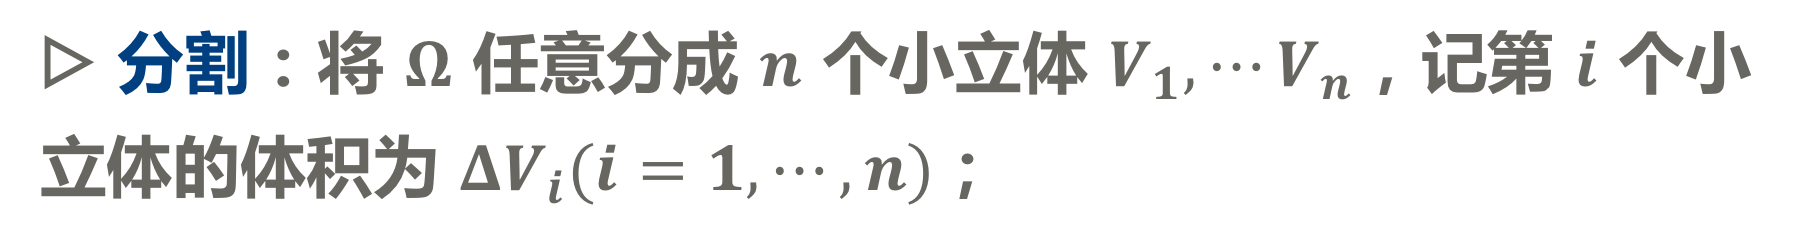 ▷ 分割：将 Ω 任意分成 n 个小立体 V₁,⋯Vₙ，记第 i 个小
立体的体积为 ΔVᵢ(i = 1,⋯,n)；